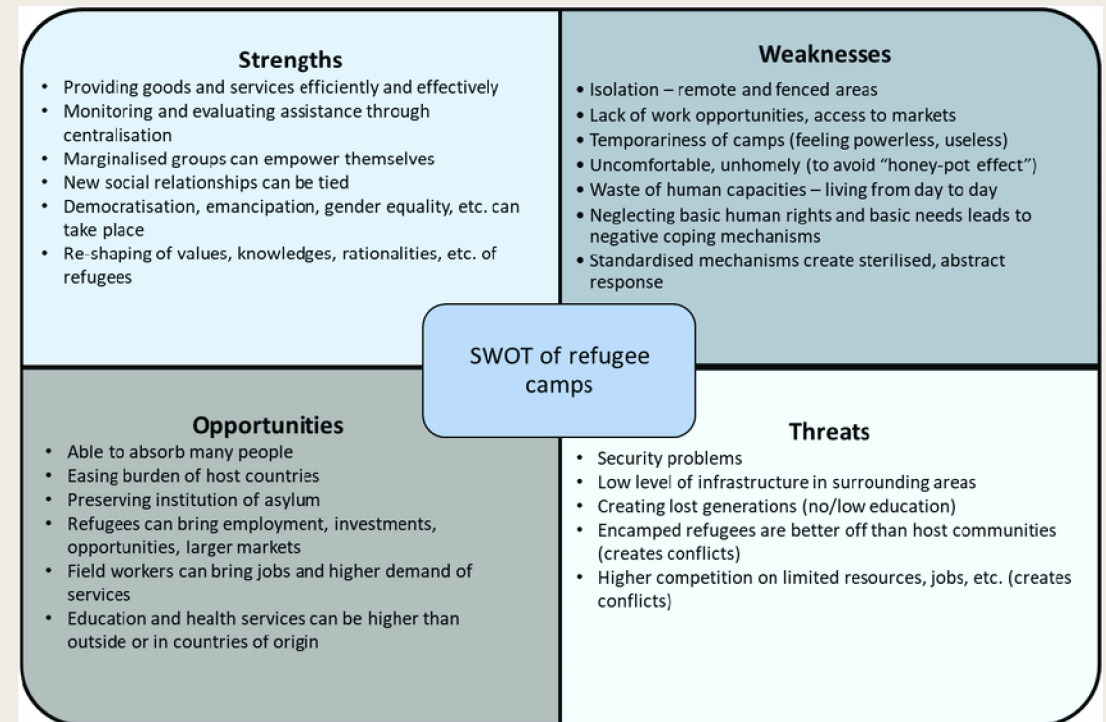 Strengths
• Providing goods and services efficiently and effectively
• Monitoring and evaluating assistance through
centralisation
• Marginalised groups can empower themselves
• New social relationships can be tied
• Democratisation, emancipation, gender equality, etc. can
take place
• Re-shaping of values, knowledges, rationalities, etc. of
refugees
Weaknesses
• Isolation – remote and fenced areas
• Lack of work opportunities, access to markets
• Temporariness of camps (feeling powerless, useless)
• Uncomfortable, unhomely (to avoid “honey-pot effect”)
• Waste of human capacities – living from day to day
• Neglecting basic human rights and basic needs leads to
negative coping mechanisms
• Standardised mechanisms create sterilised, abstract
response
SWOT of refugee
camps
Opportunities
• Able to absorb many people
• Easing burden of host countries
• Preserving institution of asylum
• Refugees can bring employment, investments,
opportunities, larger markets
• Field workers can bring jobs and higher demand of
services
• Education and health services can be higher than
outside or in countries of origin
Threats
• Security problems
• Low level of infrastructure in surrounding areas
• Creating lost generations (no/low education)
• Encamped refugees are better off than host communities
(creates conflicts)
• Higher competition on limited resources, jobs, etc. (creates
conflicts)